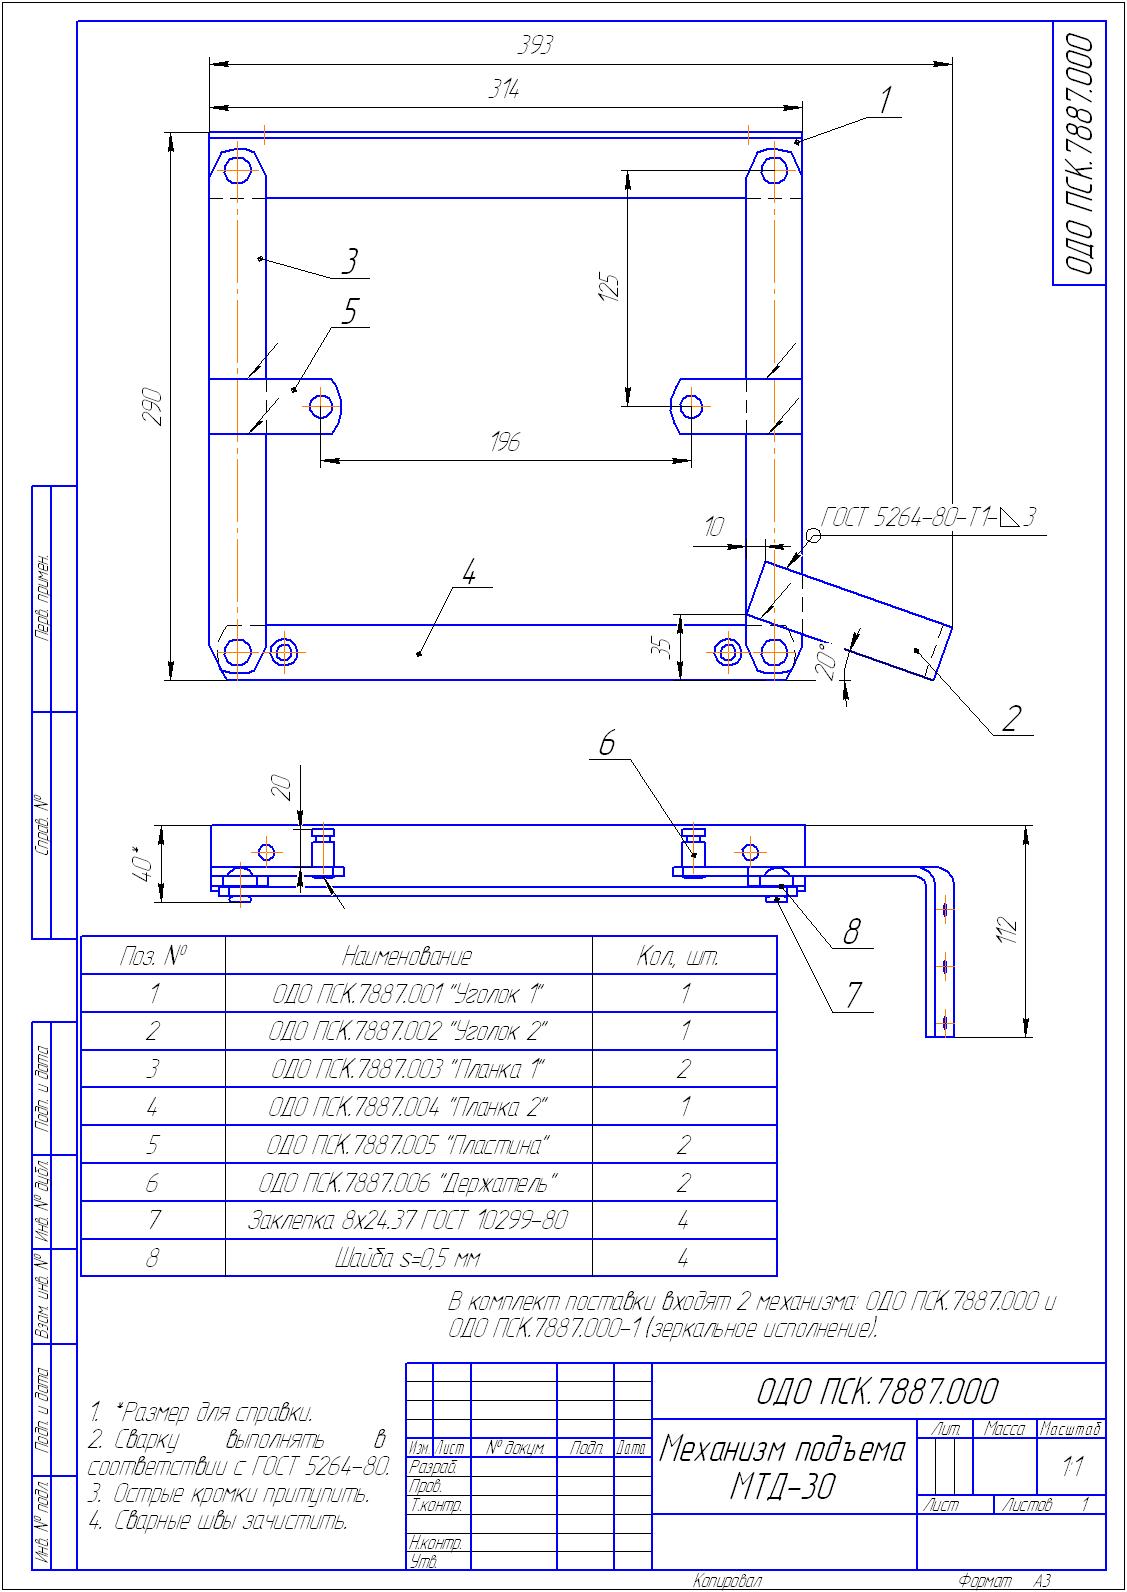 ОДО ПСК.7887.000
393
314
1
3
5
125
290
196
10
ГОСТ 5264-80-Т1-◺3
4
35
20°
2
6
20
40*
112
8
7
Поз. № Наименование Кол., шт.
1 ОДО ПСК.7887.001 "Уголок 1" 1
2 ОДО ПСК.7887.002 "Уголок 2" 1
3 ОДО ПСК.7887.003 "Планка 1" 2
4 ОДО ПСК.7887.004 "Планка 2" 1
5 ОДО ПСК.7887.005 "Пластина" 2
6 ОДО ПСК.7887.006 "Держатель" 2
7 Заклепка 8х24.37 ГОСТ 10299-80 4
8 Шайба s=0,5 мм 4
В комплект поставки входят 2 механизма: ОДО ПСК.7887.000 и
ОДО ПСК.7887.000-1 (зеркальное исполнение).
1. *Размер для справки.
2. Сварку выполнять в
соответствии с ГОСТ 5264-80.
3. Острые кромки притупить.
4. Сварные швы зачистить.
ОДО ПСК.7887.000
Механизм подъема
МТД-30
Изм. Лист № докум. Подп. Дата
Разраб.
Пров.
Т.контр.
Н.контр.
Утв.
Лит. Масса Масштаб
1:1
Лист Листов 1
Копировал Формат А3
Перв. примен.
Справ. №
Подп. и дата
Инв. № дубл.
Взам. инв. №
Подп. и дата
Инв. № подл.